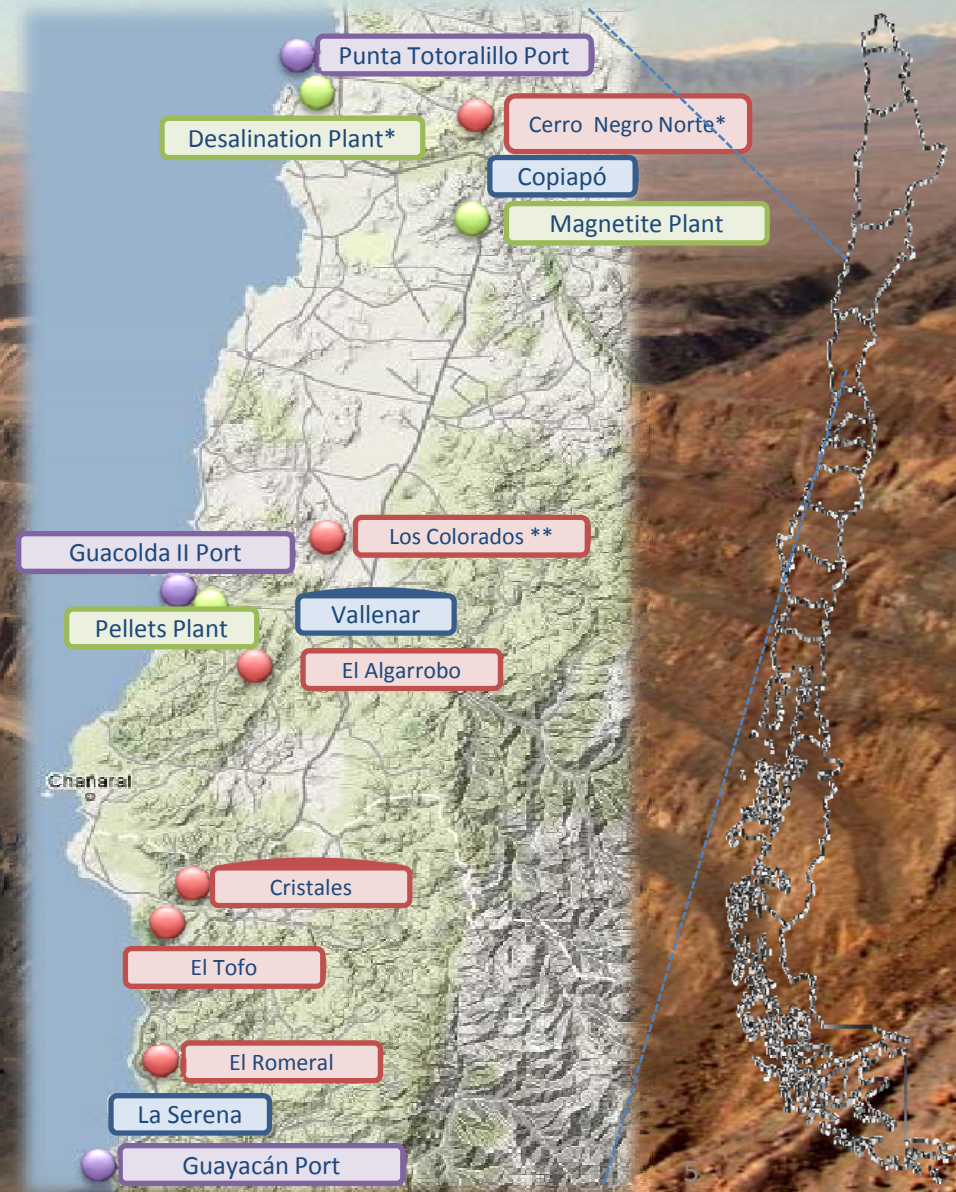 Punta Totoralillo Port
Desalination Plant*
Cerro Negro Norte*
Copiapó
Magnetite Plant
Los Colorados **
Guacolda II Port
Vallenar
Pellets Plant
El Algarrobo
Chañaral
Cristales
El Tofo
El Romeral
La Serena
Guayacán Port
5